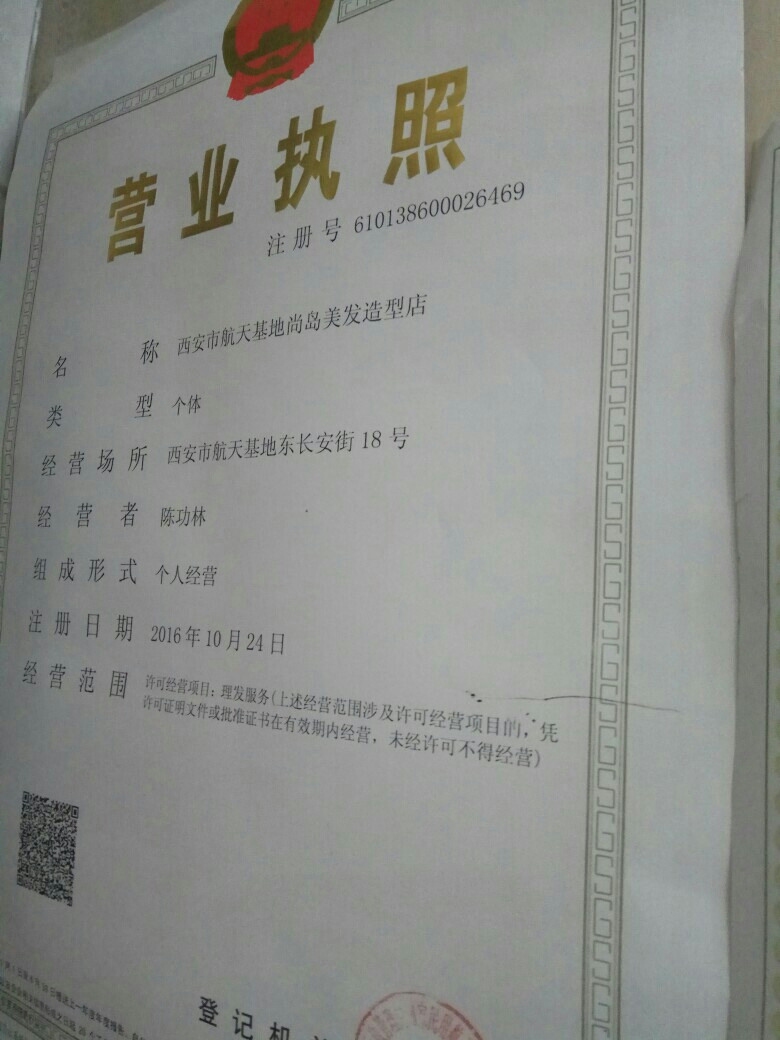 营业执照
注册号 610138600026469
名称 西安市航天基地尚岛美发造型店
类型 个体
经营场所 西安市航天基地东长安街 18 号
经营者 陈功林
组成形式 个人经营
注册日期 2016 年 10 月 24 日
经营范围 许可经营项目：理发服务(上述经营范围涉及许可经营项目的，凭
许可证明文件或批准证书在有效期内经营，未经许可不得经营)
登记机